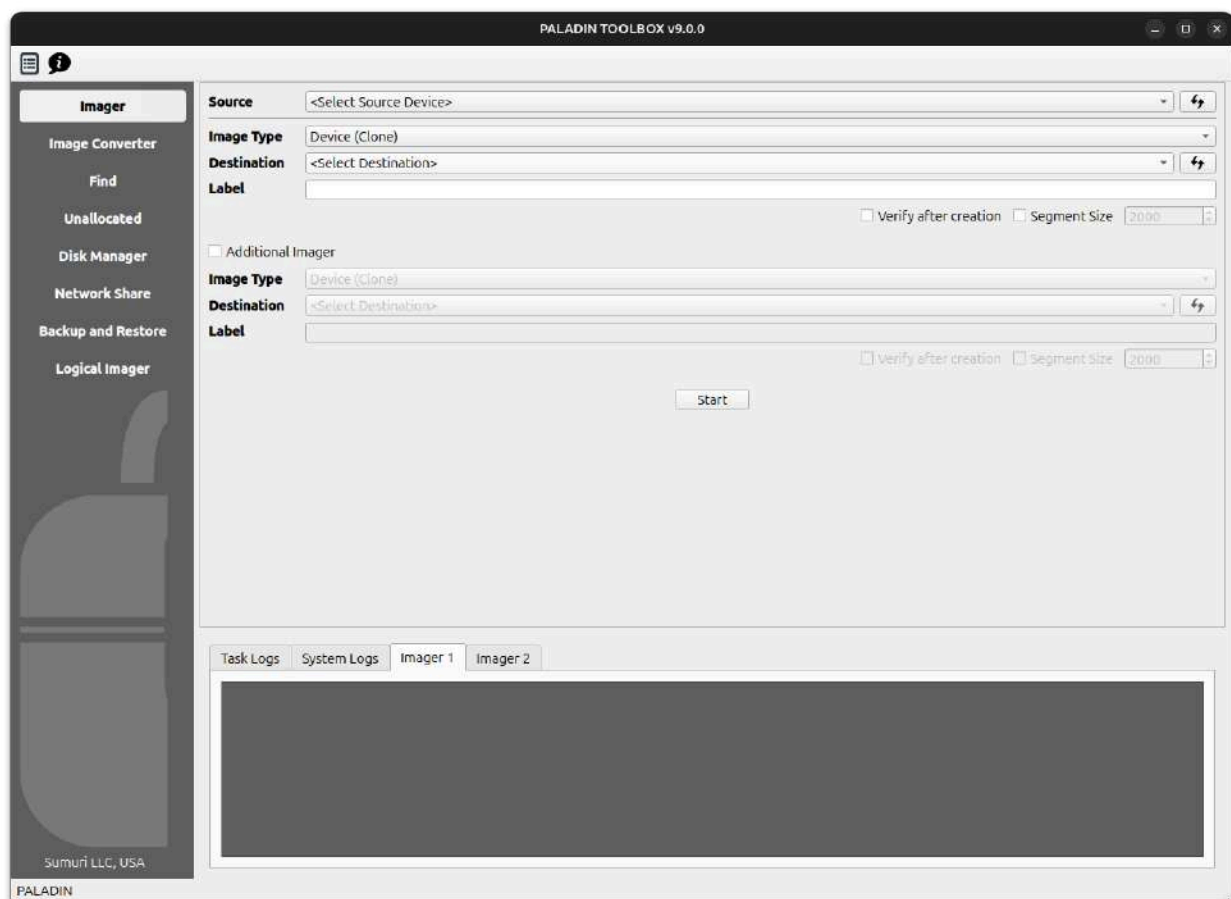 PALADIN TOOLBOX v9.0.0
Imager
Image Converter
Find
Unallocated
Disk Manager
Network Share
Backup and Restore
Logical Imager
Sumuri LLC, USA
Source <Select Source Device>
Image Type Device (Clone)
Destination <Select Destination>
Label
Verify after creation Segment Size 2000
Additional Imager
Image Type Device (Clone)
Destination <Select Destination>
Label
Verify after creation Segment Size 2000
Start
Task Logs System Logs Imager 1 Imager 2
PALADIN